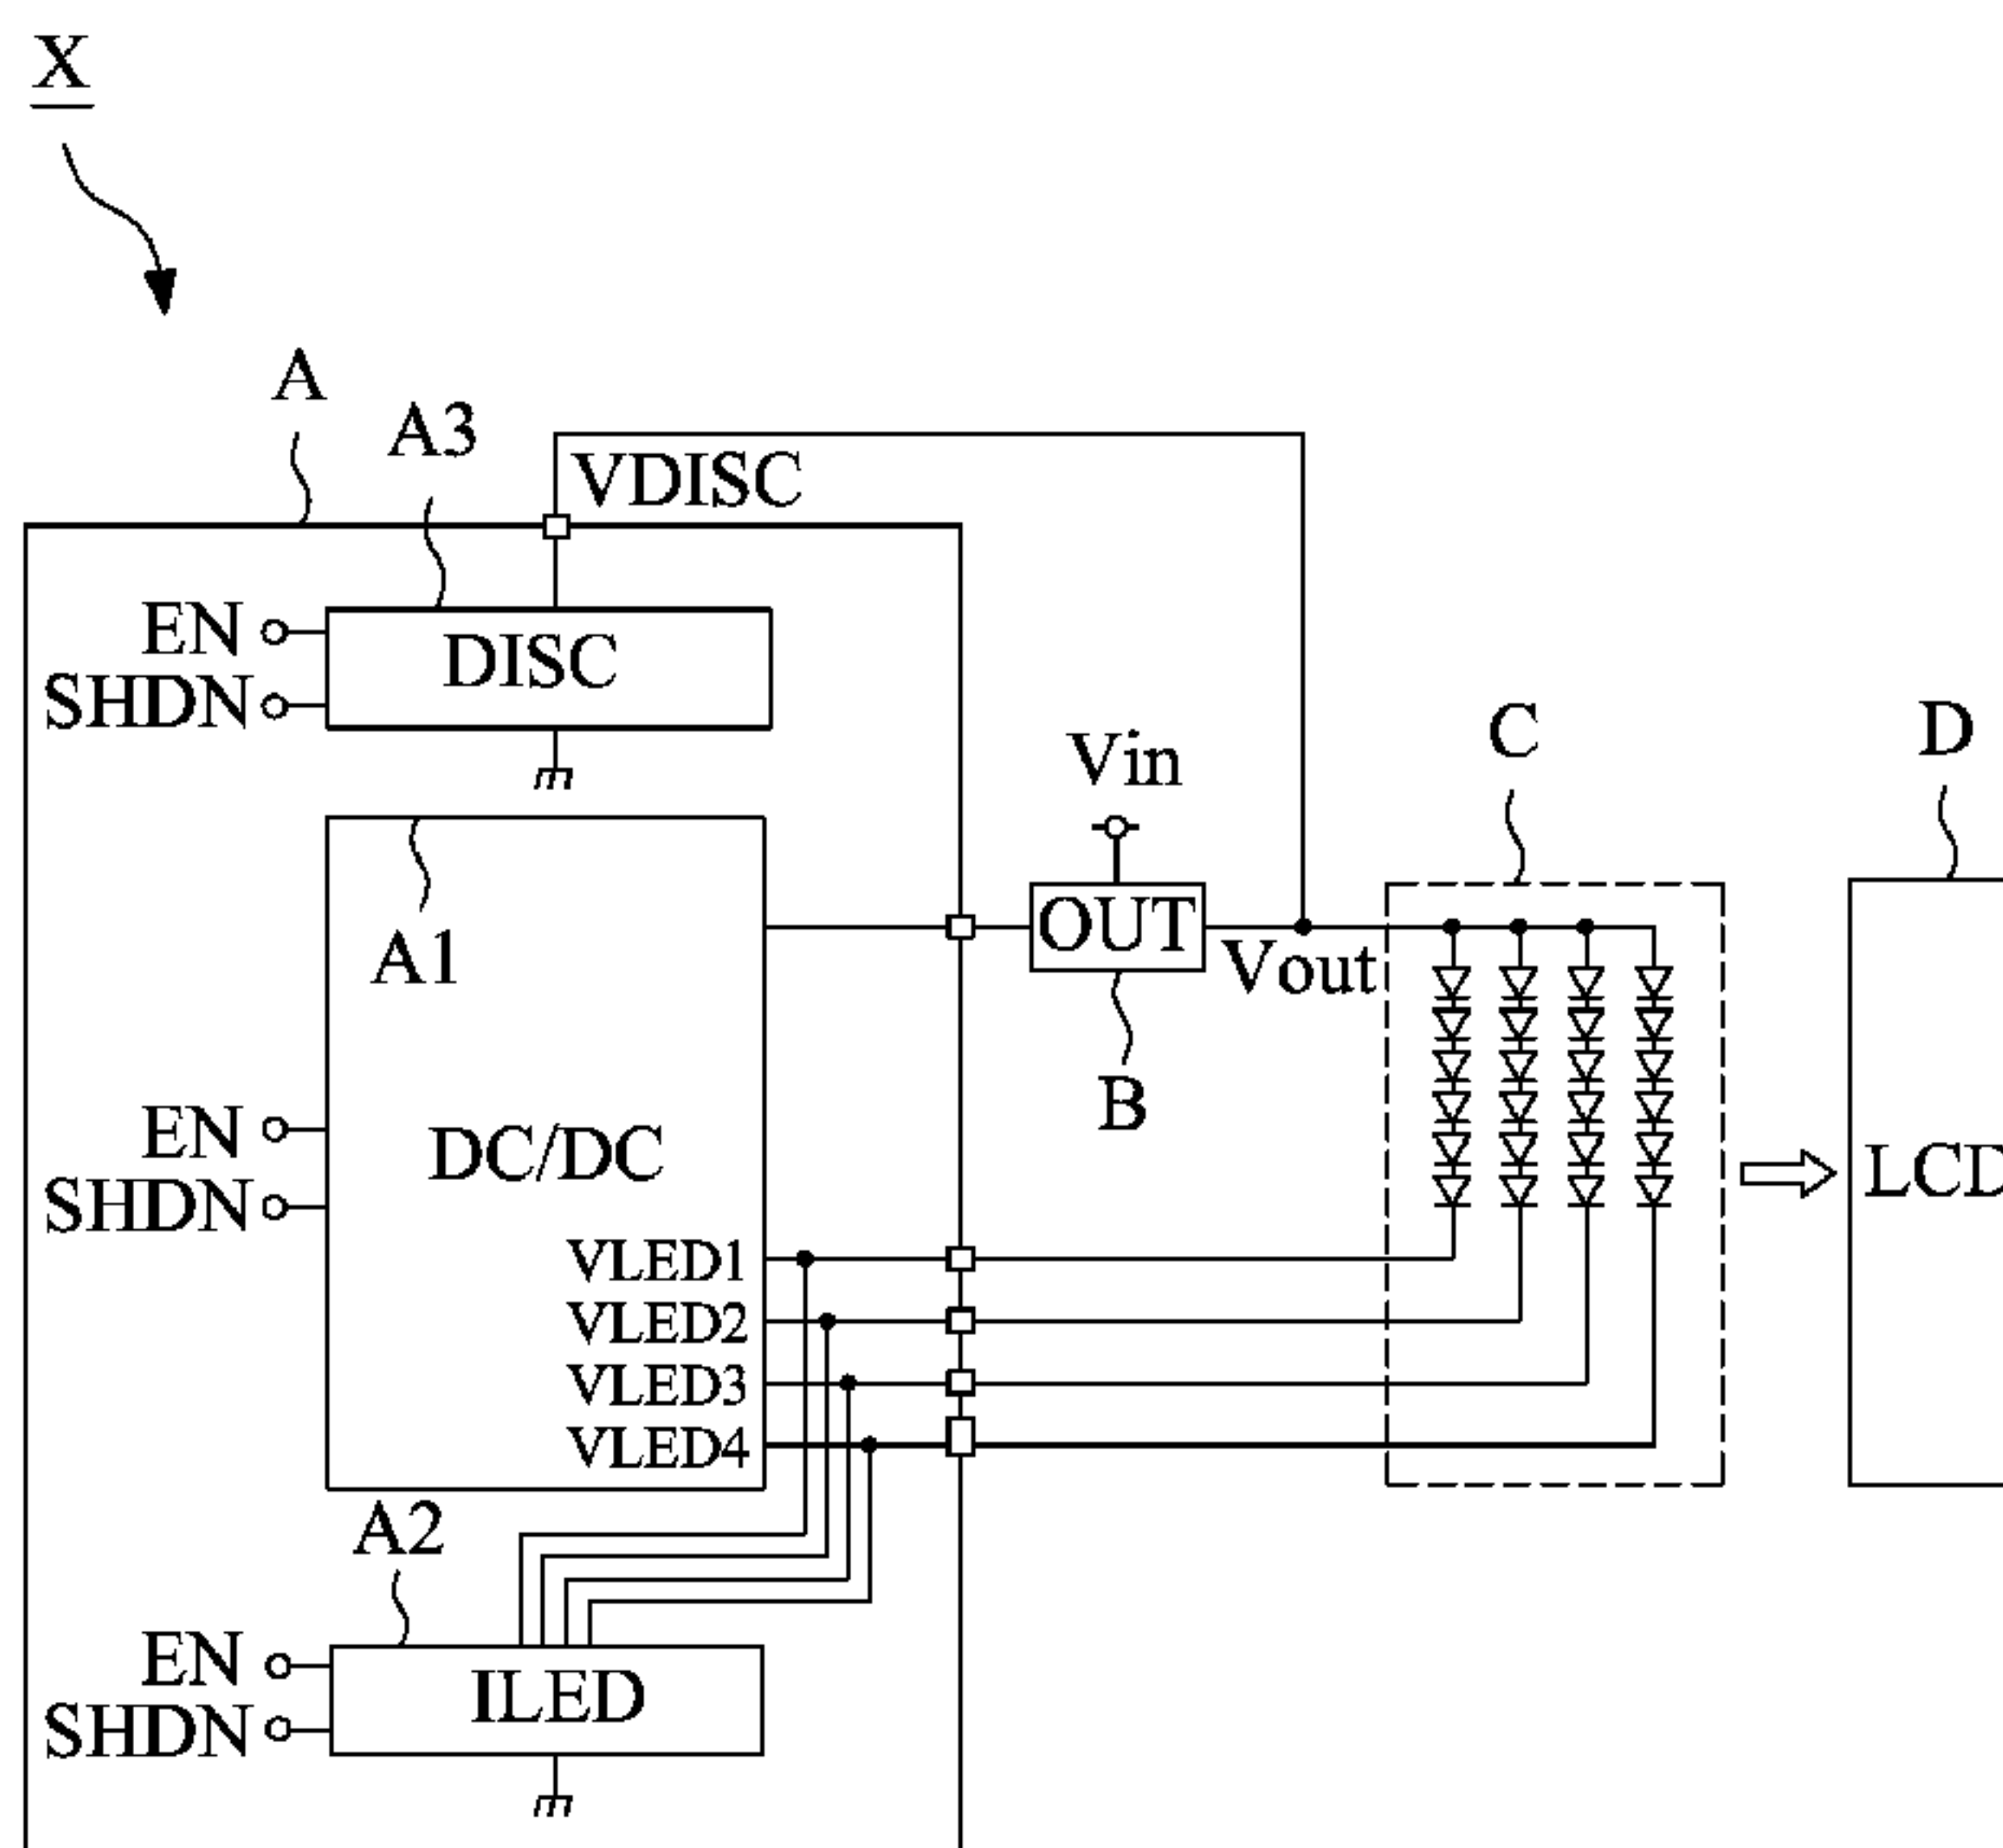 X
A
A3
VDISC
EN
SHDN
DISC
Vin
C
D
A1
OUT
Vout
B
EN
SHDN
DC/DC
LCD
VLED1
VLED2
VLED3
VLED4
A2
EN
SHDN
ILED